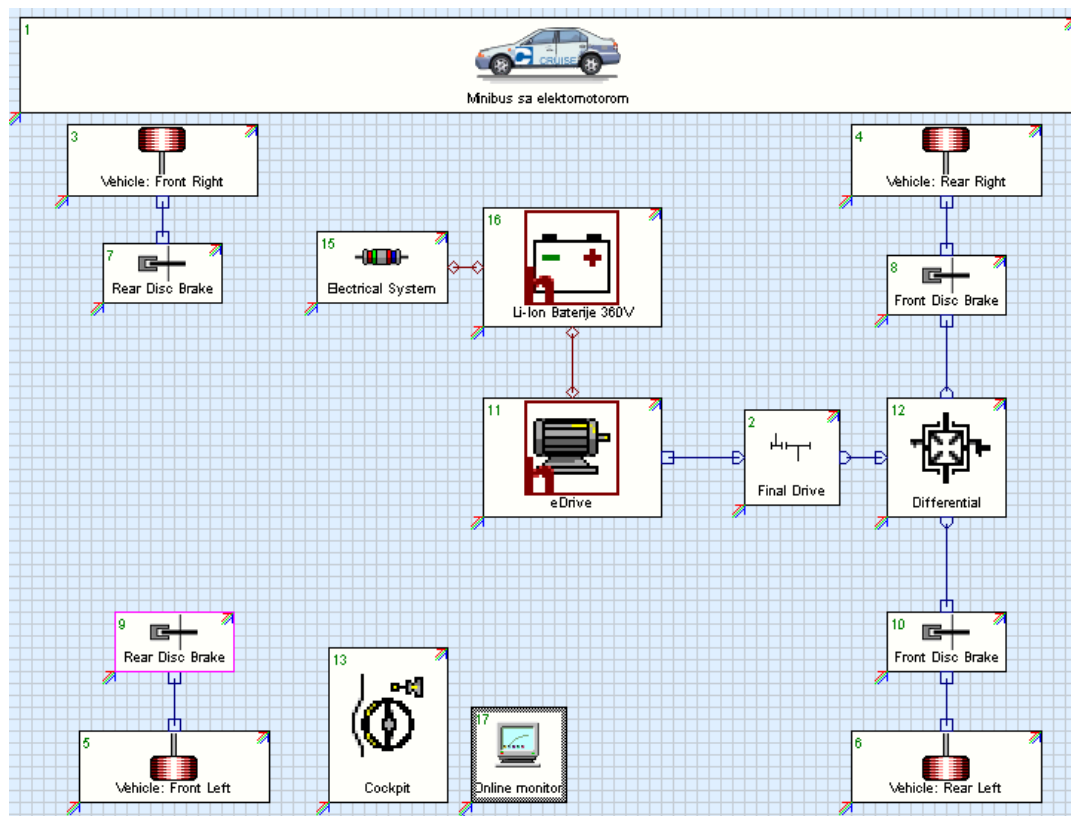 1
CRUISE
Minibus sa elektomotorom
3
Vehicle: Front Right
4
Vehicle: Rear Right
7
Rear Disc Brake
15
Electrical System
16
Li-Ion Baterije 360V
8
Front Disc Brake
11
eDrive
2
Final Drive
12
Differential
9
Rear Disc Brake
13
Cockpit
17
Online monitor
10
Front Disc Brake
5
Vehicle: Front Left
6
Vehicle: Rear Left